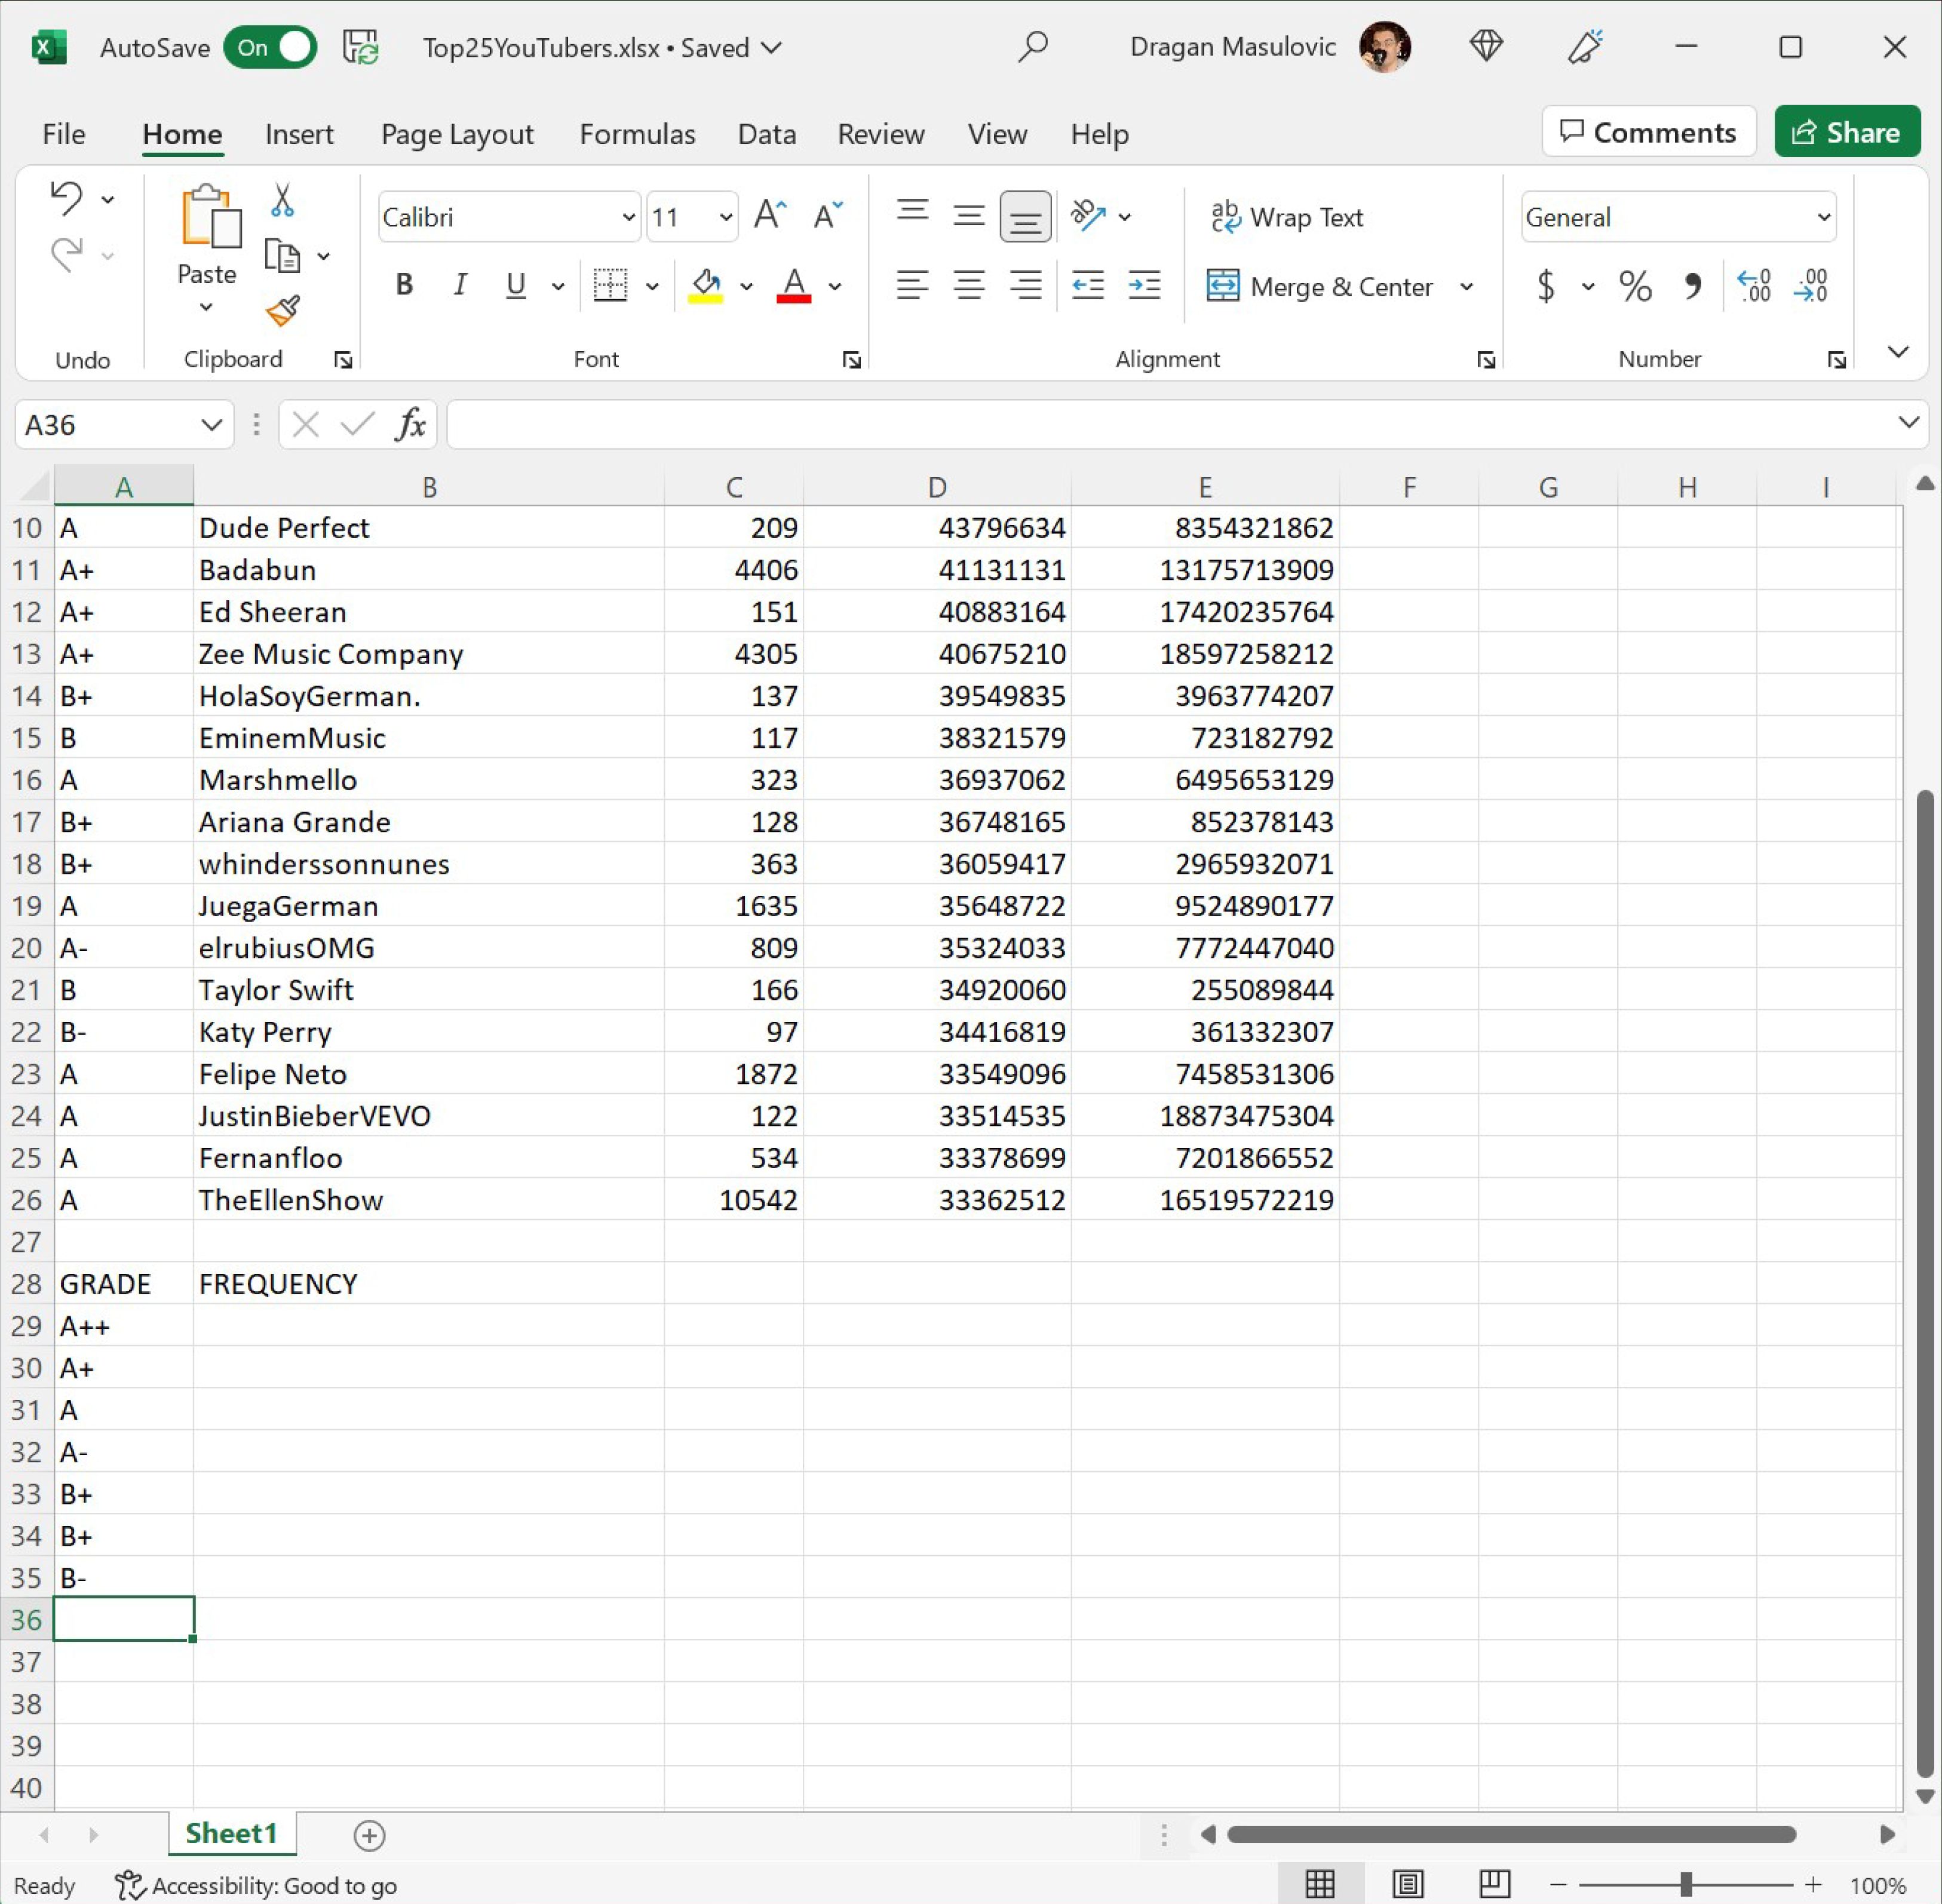 AutoSave On Top25YouTubers.xlsx • Saved Dragan Masulovic
File Home Insert Page Layout Formulas Data Review View Help Comments Share
Calibri 11 ab Wrap Text General
Paste B I U A Merge & Center $ % , .00 .00
Undo Clipboard Font Alignment Number
A36 fx
A B C D E F G H I
10 A Dude Perfect 209 43796634 8354321862
11 A+ Badabun 4406 41131131 13175713909
12 A+ Ed Sheeran 151 40883164 17420235764
13 A+ Zee Music Company 4305 40675210 18597258212
14 B+ HolaSoyGerman. 137 39549835 3963774207
15 B EminemMusic 117 38321579 723182792
16 A Marshmello 323 36937062 6495653129
17 B+ Ariana Grande 128 36748165 852378143
18 B+ whinderssonnunes 363 36059417 2965932071
19 A JuegaGerman 1635 35648722 9524890177
20 A- elrubiusOMG 809 35324033 7772447040
21 B Taylor Swift 166 34920060 255089844
22 B- Katy Perry 97 34416819 361332307
23 A Felipe Neto 1872 33549096 7458531306
24 A JustinBieberVEVO 122 33514535 18873475304
25 A Fernanfloo 534 33378699 7201866552
26 A TheEllenShow 10542 33362512 16519572219
27
28 GRADE FREQUENCY
29 A++
30 A+
31 A
32 A-
33 B+
34 B+
35 B-
36
37
38
39
40
Sheet1
Ready Accessibility: Good to go 100%